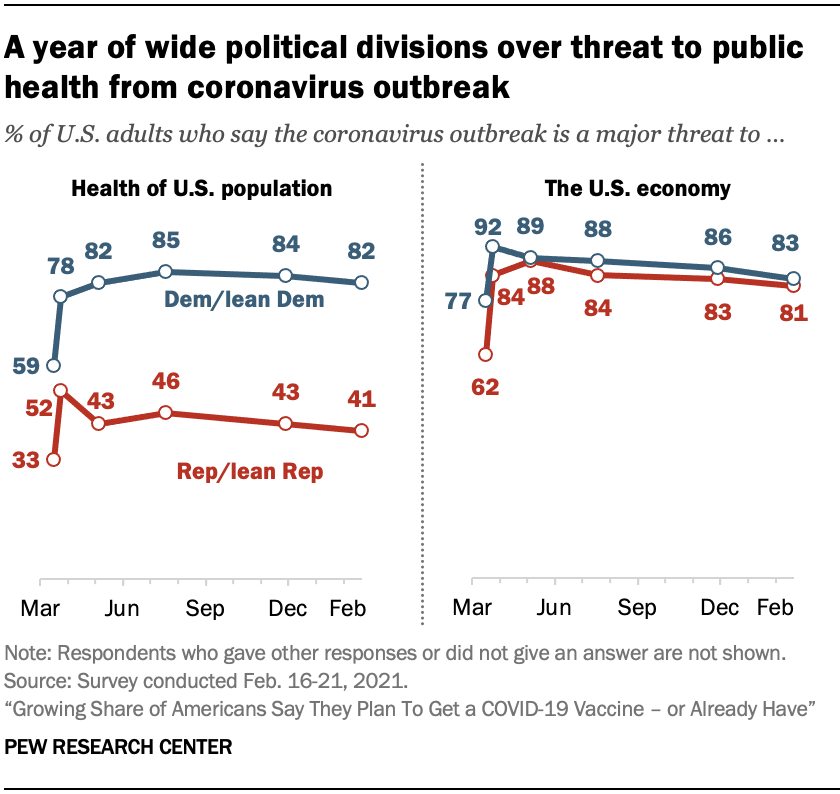 A year of wide political divisions over threat to public
health from coronavirus outbreak
% of U.S. adults who say the coronavirus outbreak is a major threat to ...
Health of U.S. population
59
78
82
85
84
82
Dem/lean Dem
33
52
43
46
43
41
Rep/lean Rep
Mar Jun Sep Dec Feb
The U.S. economy
77
92
89
88
86
83
62
84
88
84
83
81
Mar Jun Sep Dec Feb
Note: Respondents who gave other responses or did not give an answer are not shown.
Source: Survey conducted Feb. 16-21, 2021.
“Growing Share of Americans Say They Plan To Get a COVID-19 Vaccine – or Already Have”
PEW RESEARCH CENTER